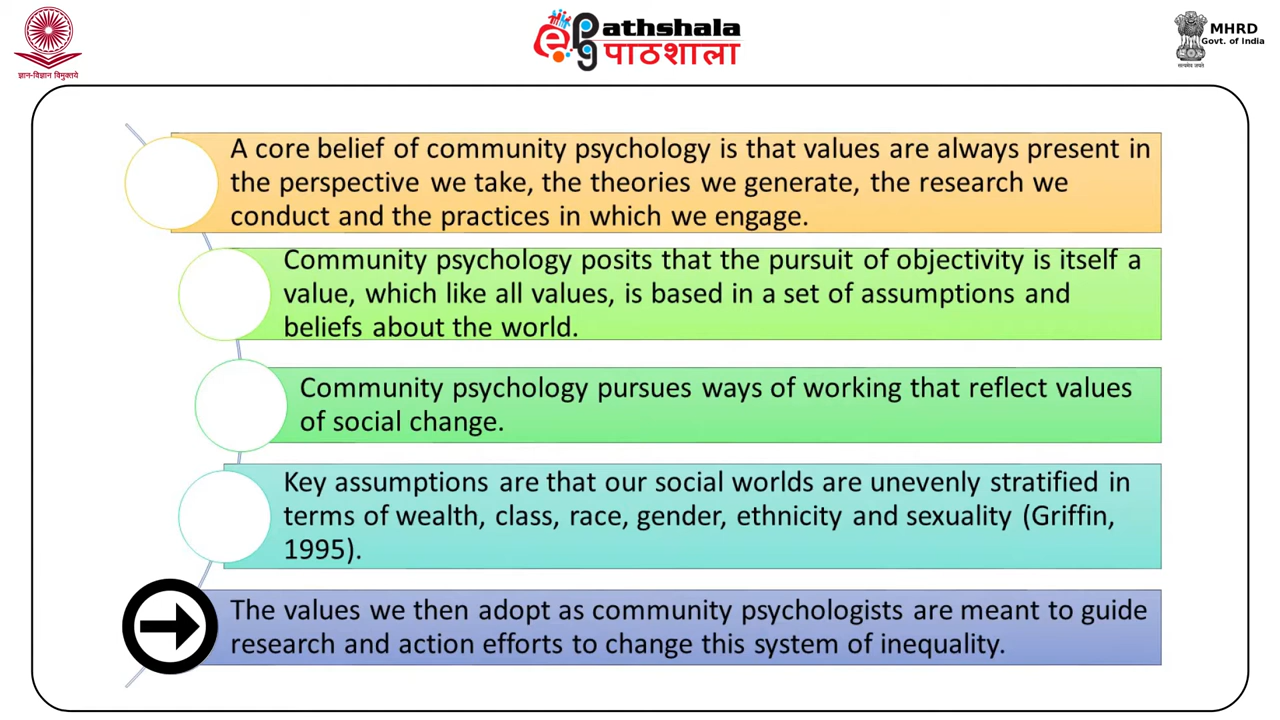 ज्ञान-विज्ञान विमुक्तये
epg
athshala
पाठशाला
MHRD
Govt. of India
सत्यमेव जयते
A core belief of community psychology is that values are always present in
the perspective we take, the theories we generate, the research we
conduct and the practices in which we engage.
Community psychology posits that the pursuit of objectivity is itself a
value, which like all values, is based in a set of assumptions and
beliefs about the world.
Community psychology pursues ways of working that reflect values
of social change.
Key assumptions are that our social worlds are unevenly stratified in
terms of wealth, class, race, gender, ethnicity and sexuality (Griffin,
1995).
The values we then adopt as community psychologists are meant to guide
research and action efforts to change this system of inequality.